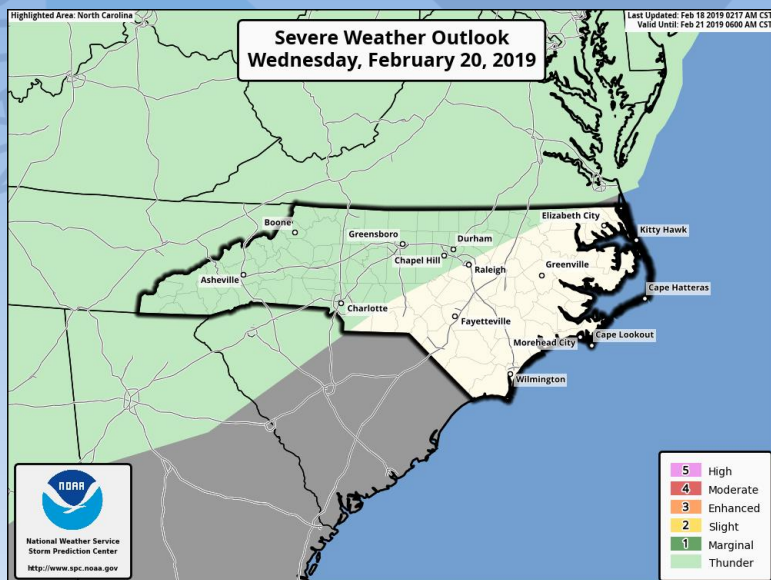 Highlighted Area: North Carolina
Last Updated: Feb 18 2019 0217 AM CST
Valid Until: Feb 21 2019 0600 AM CST
Severe Weather Outlook
Wednesday, February 20, 2019
Boone
Greensboro
Durham
Elizabeth City
Kitty Hawk
Chapel Hill
Raleigh
Greenville
Asheville
Cape Hatteras
Charlotte
Fayetteville
Cape Lookout
Morehead City
Wilmington
NOAA
National Weather Service
Storm Prediction Center
http://www.spc.noaa.gov
5 High
4 Moderate
3 Enhanced
2 Slight
1 Marginal
Thunder